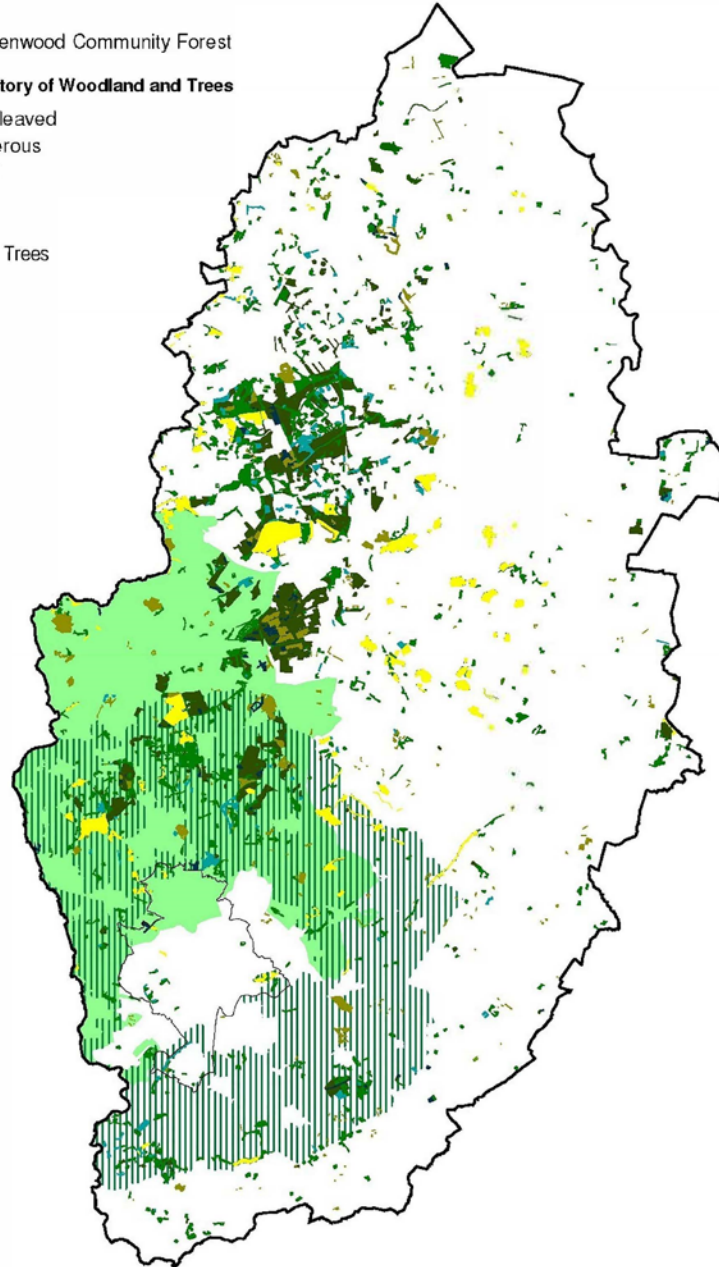 enwood Community Forest
tory of Woodland and Trees
leaved
erous
Trees